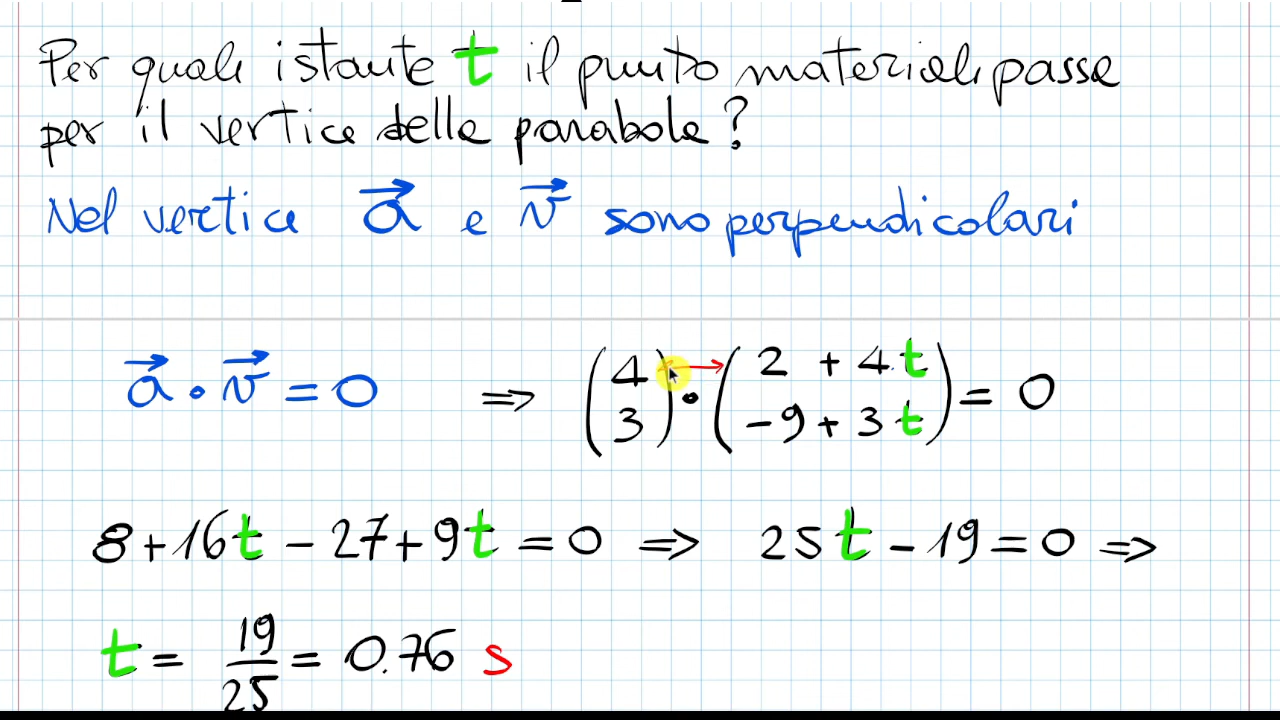 Per quale istante t il punto materiale passa
per il vertice della parabola?
Nel vertice a⃗ e v⃗ sono perpendicolari
a⃗ • v⃗ = 0 ⇒ (4 3) • (2 + 4t -9 + 3t) = 0
8 + 16t - 27 + 9t = 0 ⇒ 25t - 19 = 0 ⇒
t = 19/25 = 0.76 s